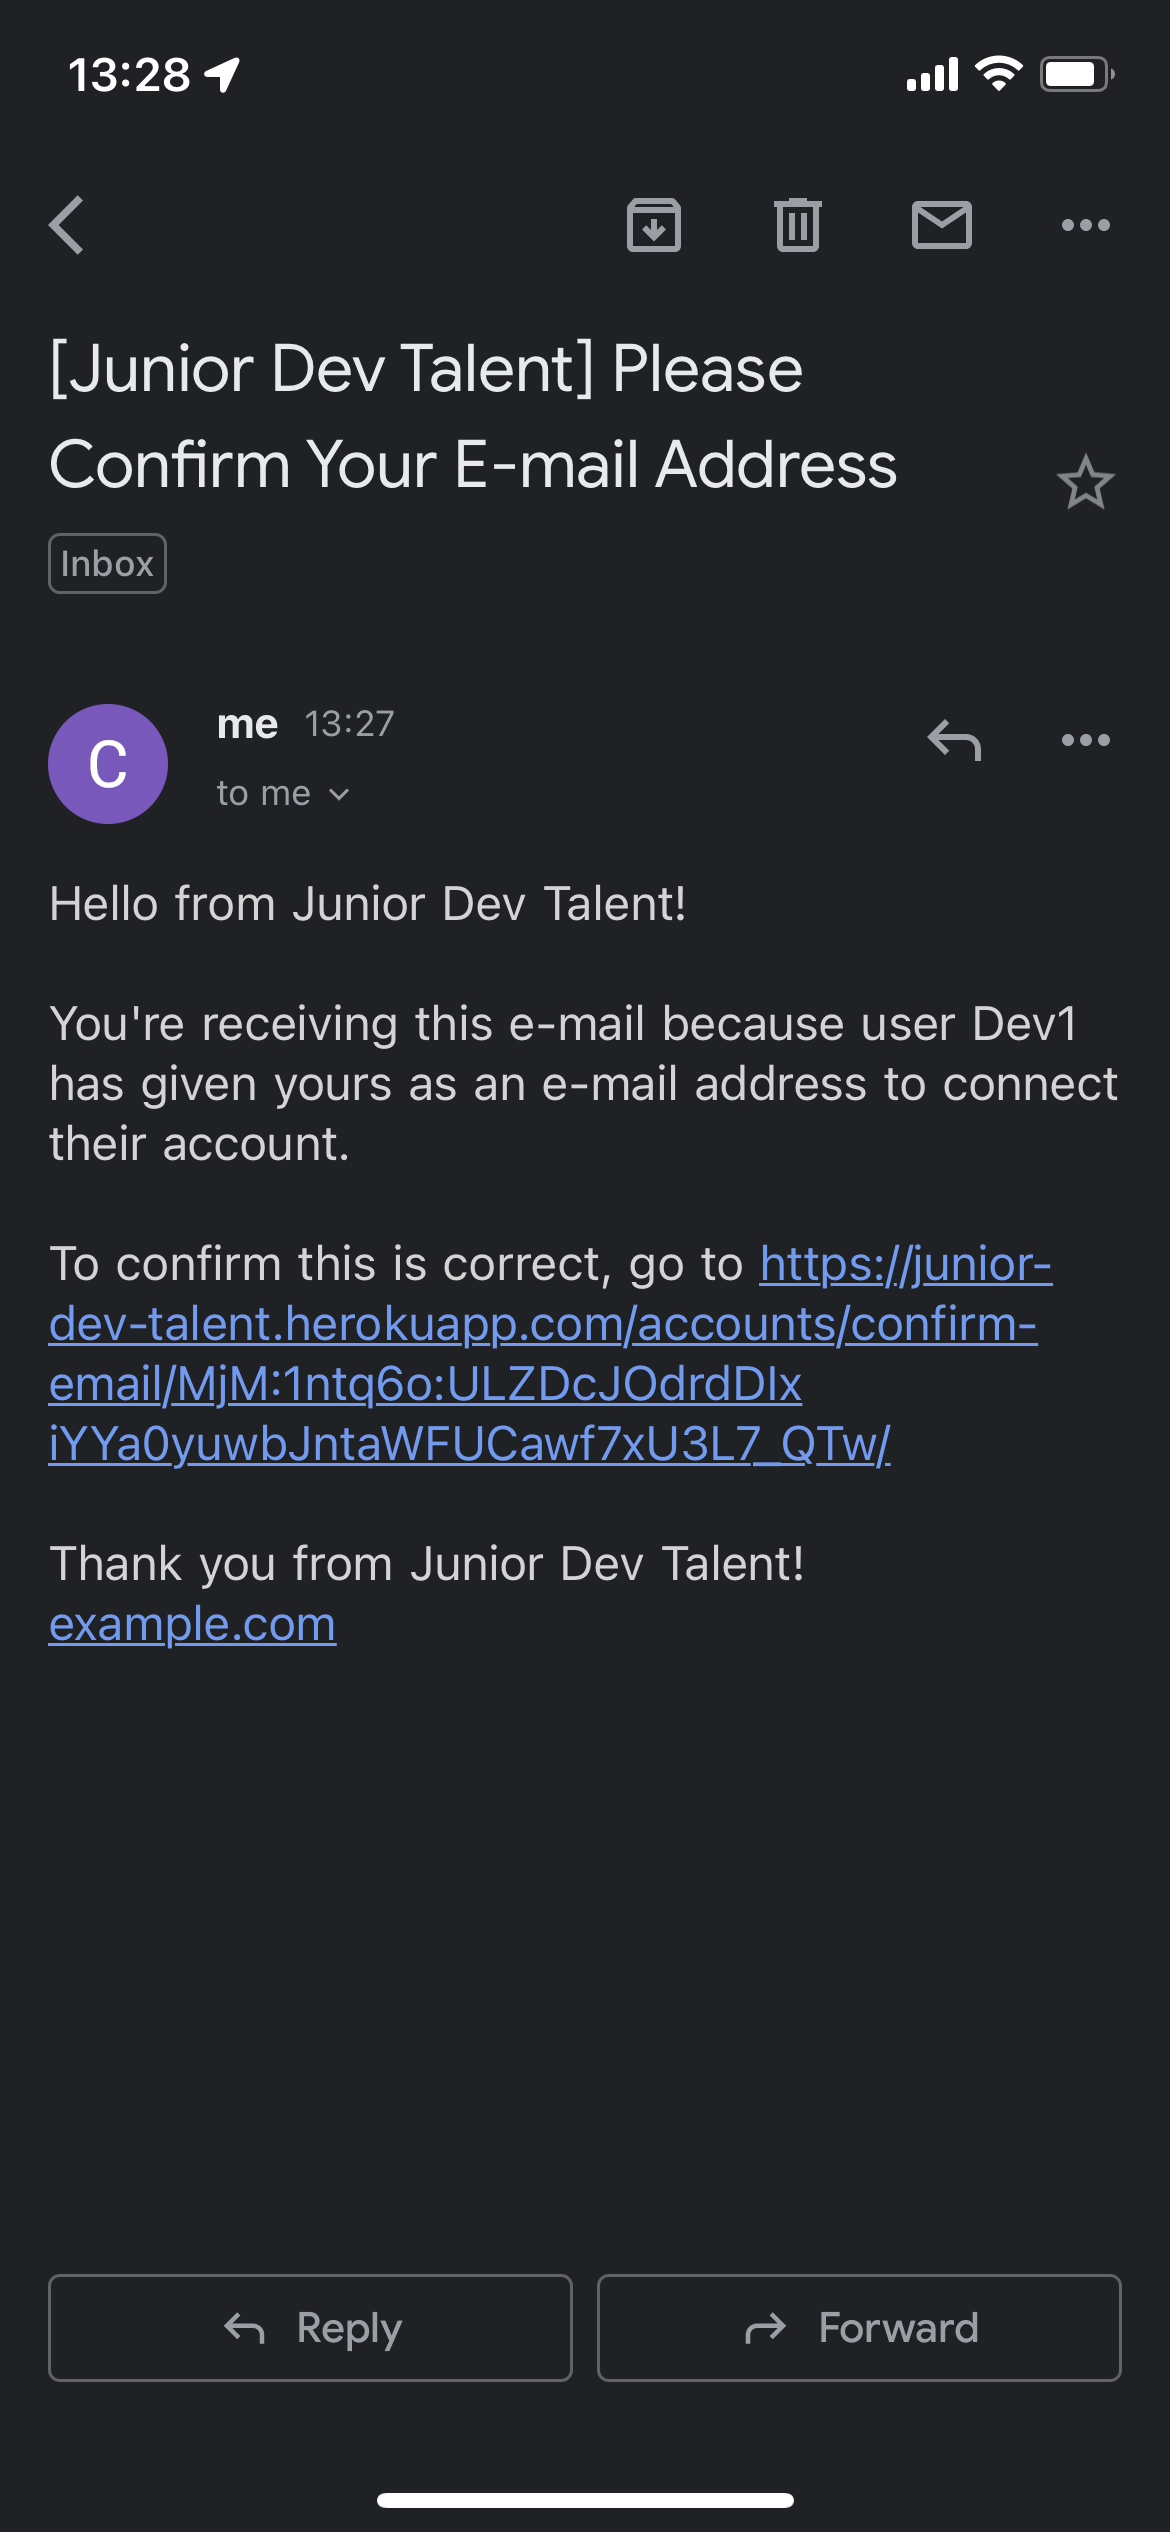 13:28
[Junior Dev Talent] Please
Confirm Your E-mail Address
Inbox
C
me 13:27
to me
Hello from Junior Dev Talent!
You're receiving this e-mail because user Dev1
has given yours as an e-mail address to connect
their account.
To confirm this is correct, go to https://junior-
dev-talent.herokuapp.com/accounts/confirm-
email/MjM:1ntq6o:ULZDcJOdrdDIx
iYYa0yuwbJntaWFUCawf7xU3L7_QTw/
Thank you from Junior Dev Talent!
example.com
Reply
Forward